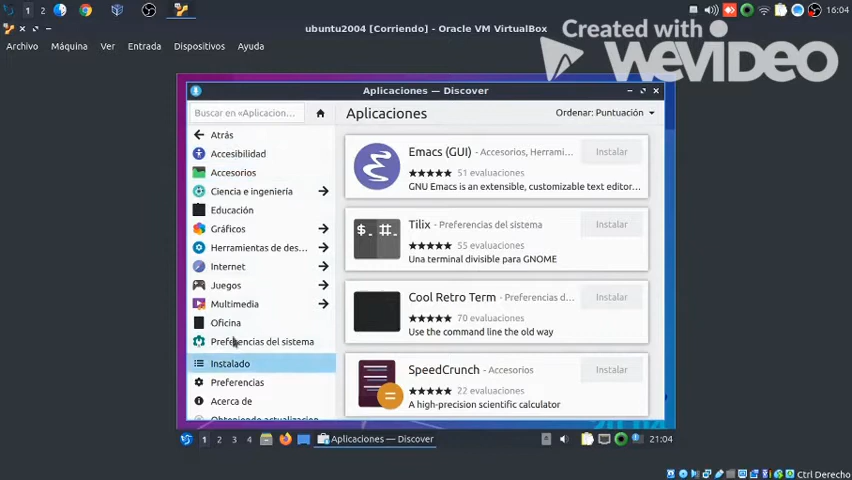 1 2
16:04
ubuntu2004 [Corriendo] - Oracle VM VirtualBox
Created with
WeVideo
Archivo Máquina Ver Entrada Dispositivos Ayuda
Aplicaciones — Discover
Buscar en «Aplicacion...
Aplicaciones
Ordenar: Puntuación
Atrás
Accesibilidad
Accesorios
Ciencia e ingeniería
Educación
Gráficos
Herramientas de des...
Internet
Juegos
Multimedia
Oficina
Preferencias del sistema
Instalado
Preferencias
Acerca de
Obteniendo actualizacion
Emacs (GUI) - Accesorios, Herrami...
Instalar
51 evaluaciones
GNU Emacs is an extensible, customizable text editor...
$_ #_
Tilix - Preferencias del sistema
Instalar
55 evaluaciones
Una terminal divisible para GNOME
Cool Retro Term - Preferencias d...
Instalar
70 evaluaciones
Use the command line the old way
SpeedCrunch - Accesorios
Instalar
22 evaluaciones
A high-precision scientific calculator
1 2 3 4
Aplicaciones — Discover
21:04
Ctrl Derecho